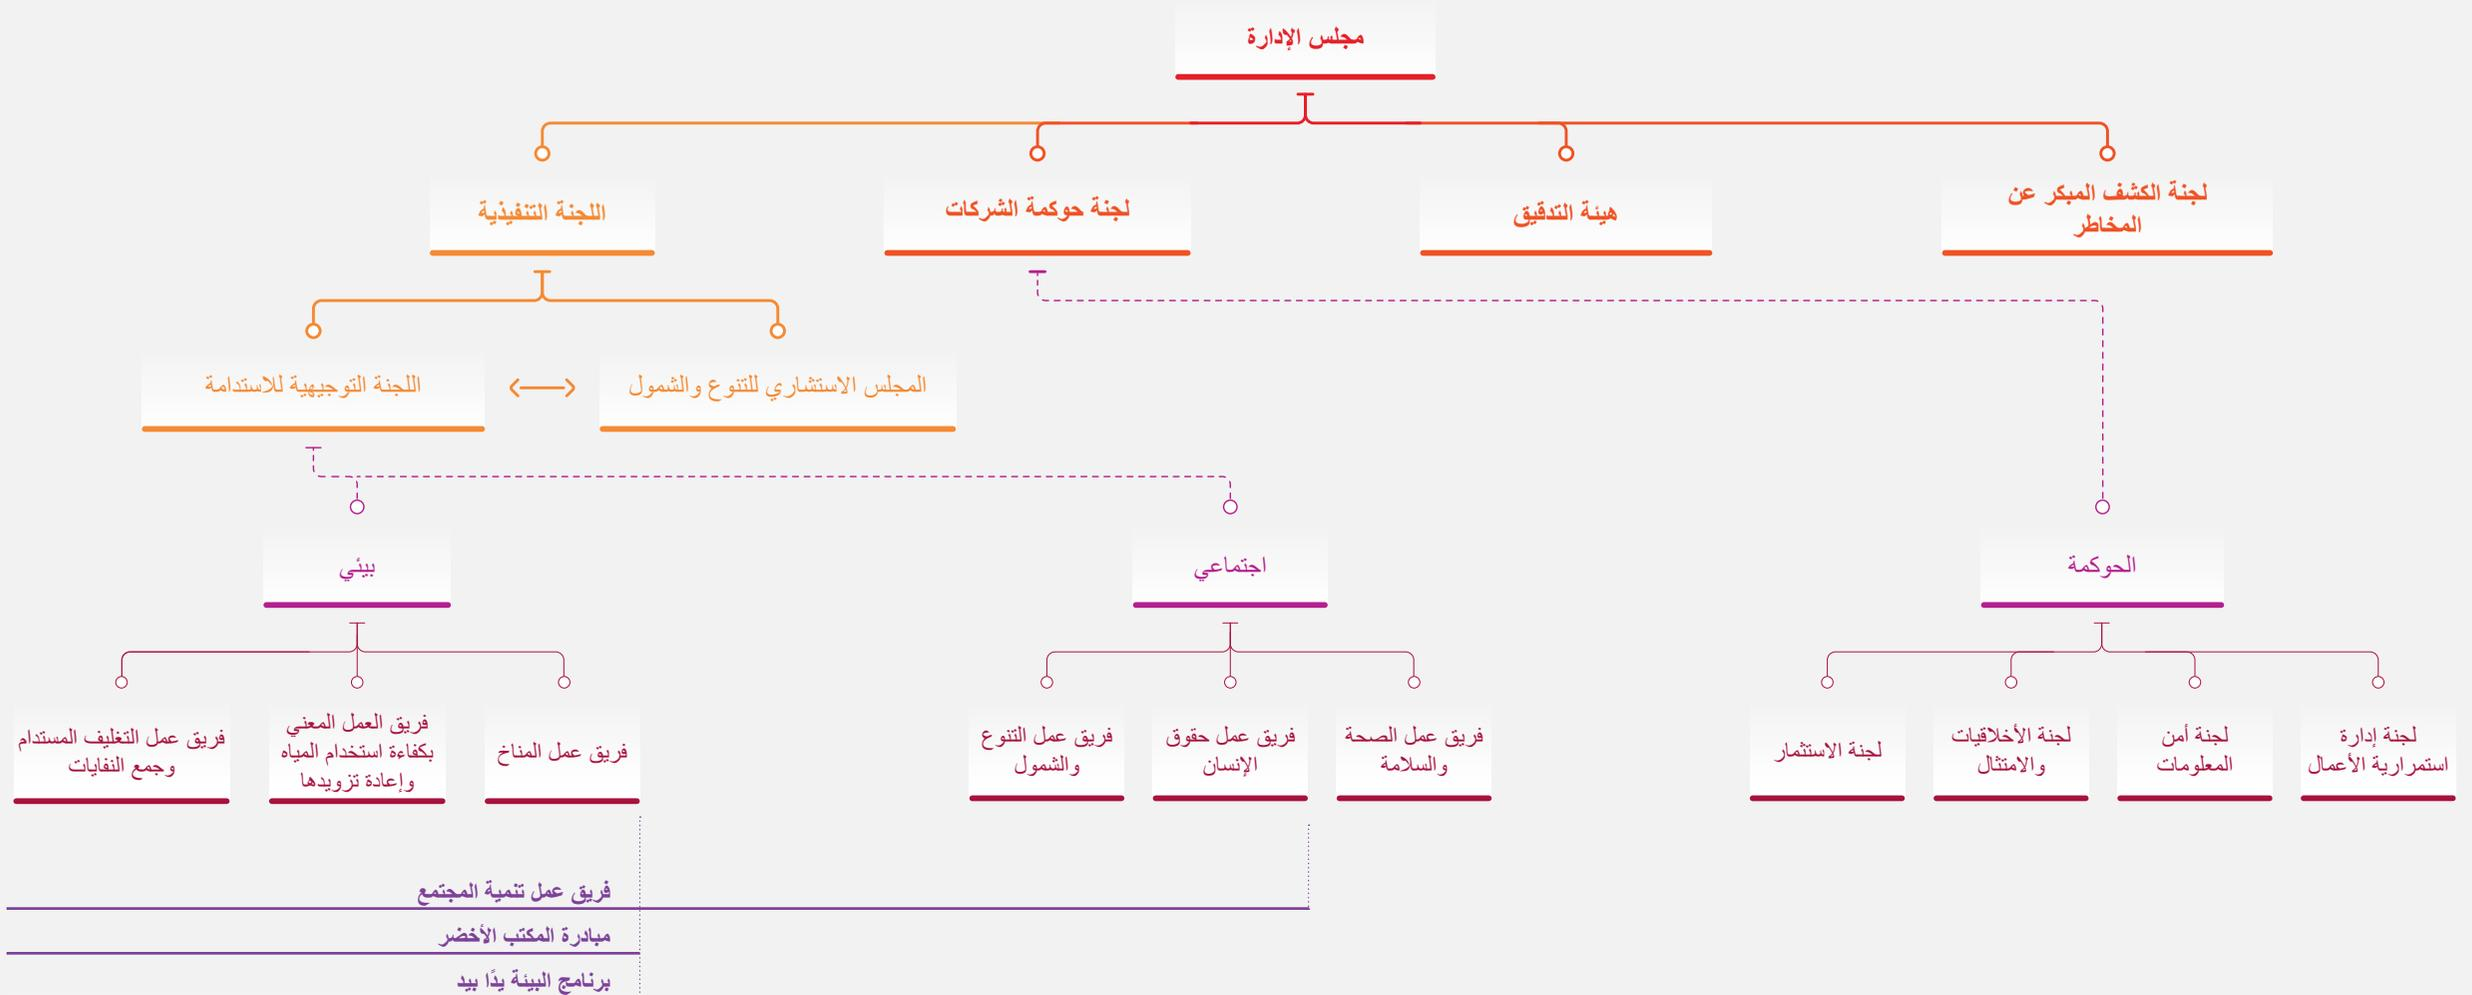 مجلس الإدارة
لجنة الكشف المبكر عن
المخاطر
هيئة التدقيق
لجنة حوكمة الشركات
اللجنة التنفيذية
المجلس الاستشاري للتنوع والشمول
اللجنة التوجيهية للاستدامة
الحوكمة
اجتماعي
بيئي
لجنة إدارة
استمرارية الأعمال
لجنة أمن
المعلومات
لجنة الأخلاقيات
والامتثال
لجنة الاستثمار
فريق عمل الصحة
والسلامة
فريق عمل حقوق
الإنسان
فريق عمل التنوع
والشمول
فريق عمل المناخ
فريق العمل المعني
بكفاءة استخدام المياه
وإعادة تزويدها
فريق عمل التغليف المستدام
وجمع النفايات
فريق عمل تنمية المجتمع
مبادرة المكتب الأخضر
برنامج البيئة يدًا بيد